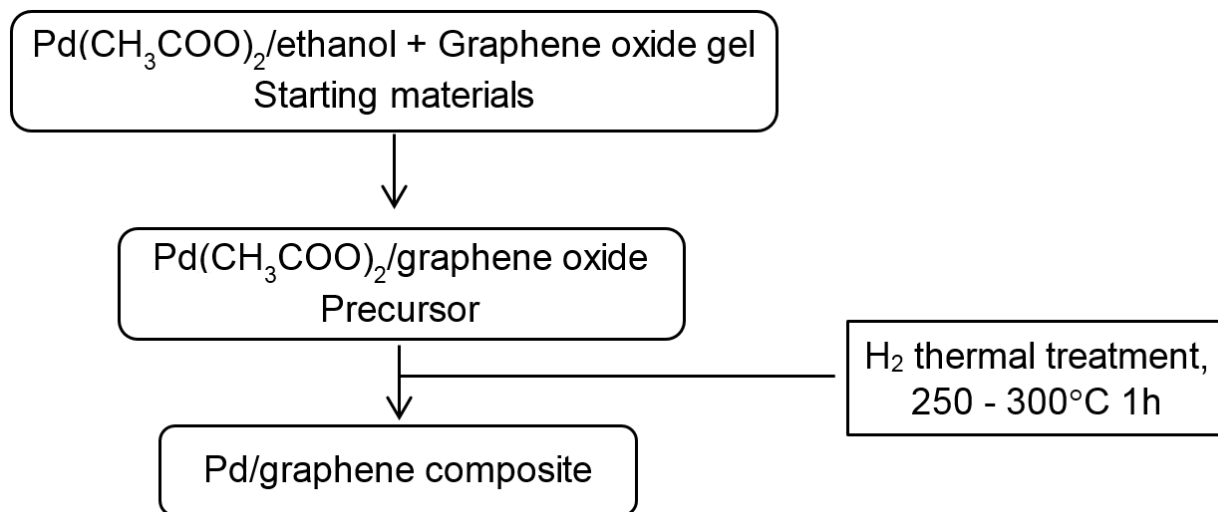 Pd(CH₃COO)₂/ethanol + Graphene oxide gel
Starting materials
Pd(CH₃COO)₂/graphene oxide
Precursor
H₂ thermal treatment,
250 - 300°C 1h
Pd/graphene composite